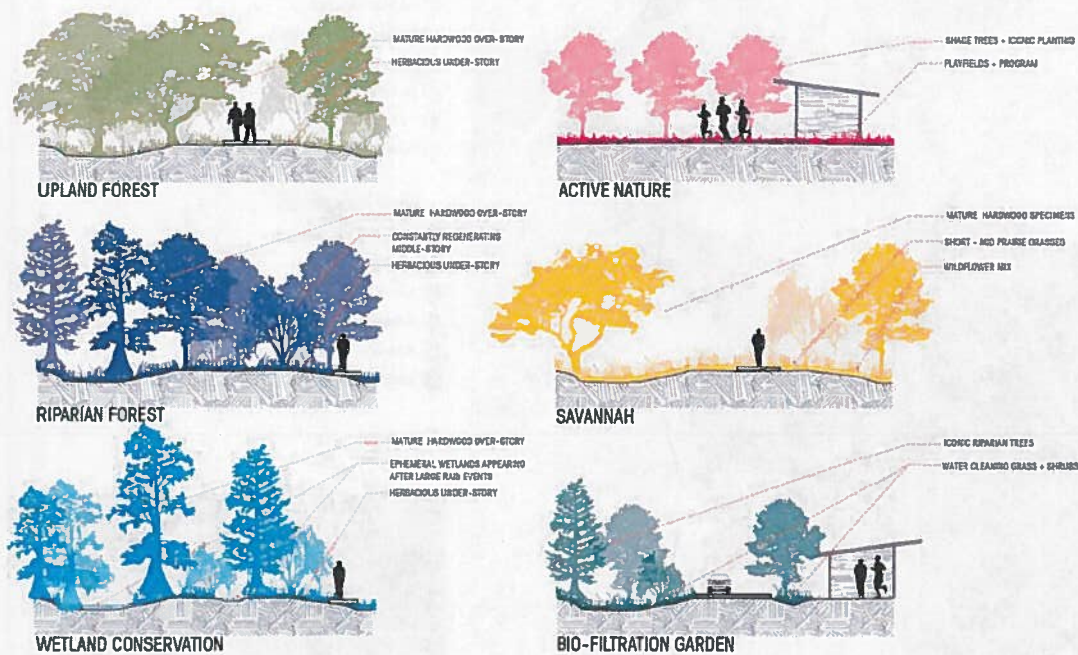 MATURE HARDWOOD OVER-STORY
HERBACIOUS UNDER-STORY
UPLAND FOREST
SHADE TREES + ICONIC PLANTING
PLAYFIELDS + PROGRAM
ACTIVE NATURE
MATURE HARDWOOD OVER-STORY
CONSTANTLY REGENERATING
MIDDLE-STORY
HERBACIOUS UNDER-STORY
RIPARIAN FOREST
MATURE HARDWOOD SPECIMENS
SHORT + MID PRAIRIE GRASSES
WILDFLOWER MIX
SAVANNAH
MATURE HARDWOOD OVER-STORY
EPHEMERAL WETLANDS APPEARING
AFTER LARGE RAIN EVENTS
HERBACIOUS UNDER-STORY
WETLAND CONSERVATION
ICONIC RIPARIAN TREES
WATER CLEANING GRASS + SHRUBS
BIO-FILTRATION GARDEN